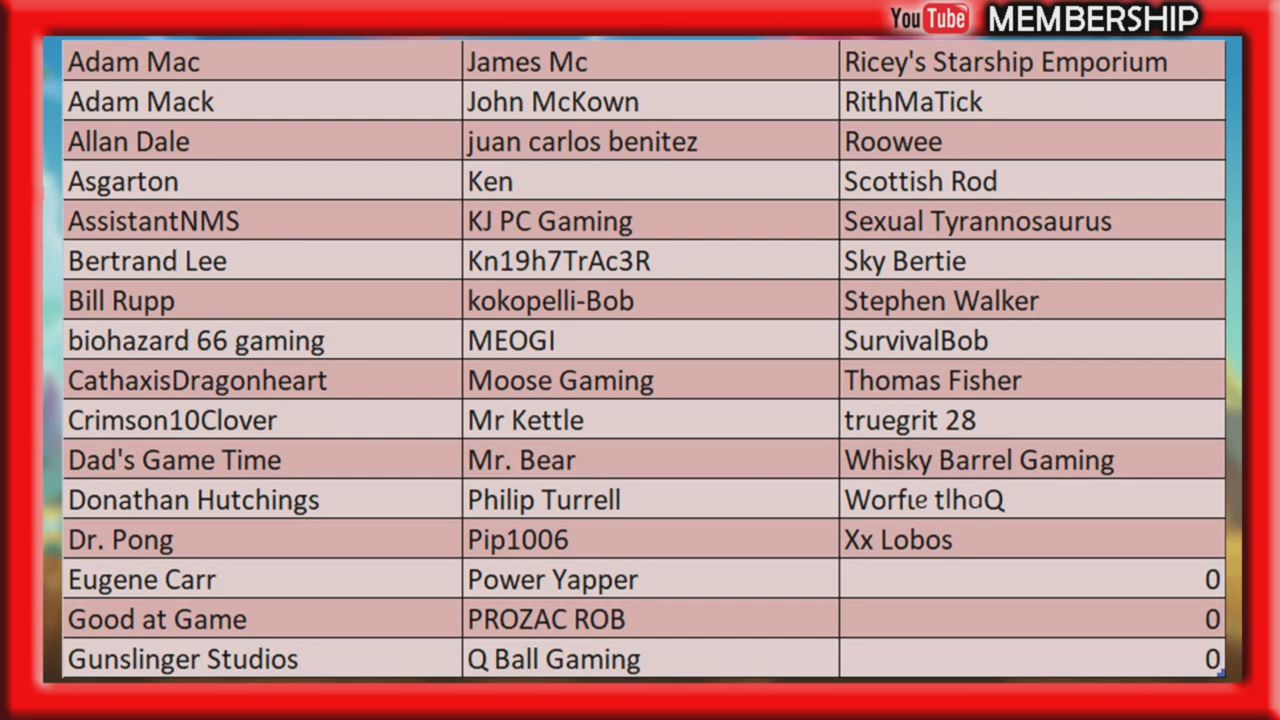 YouTube MEMBERSHIP
Adam Mac James Mc Ricey's Starship Emporium
Adam Mack John McKown RithMaTick
Allan Dale juan carlos benitez Roowee
Asgarton Ken Scottish Rod
AssistantNMS KJ PC Gaming Sexual Tyrannosaurus
Bertrand Lee Kn19h7TrAc3R Sky Bertie
Bill Rupp kokopelli-Bob Stephen Walker
biohazard 66 gaming MEOGI SurvivalBob
CathaxisDragonheart Moose Gaming Thomas Fisher
Crimson10Clover Mr Kettle truegrit 28
Dad's Game Time Mr. Bear Whisky Barrel Gaming
Donathan Hutchings Philip Turrell Worfιe tlhαQ
Dr. Pong Pip1006 Xx Lobos
Eugene Carr Power Yapper 0
Good at Game PROZAC ROB 0
Gunslinger Studios Q Ball Gaming 0